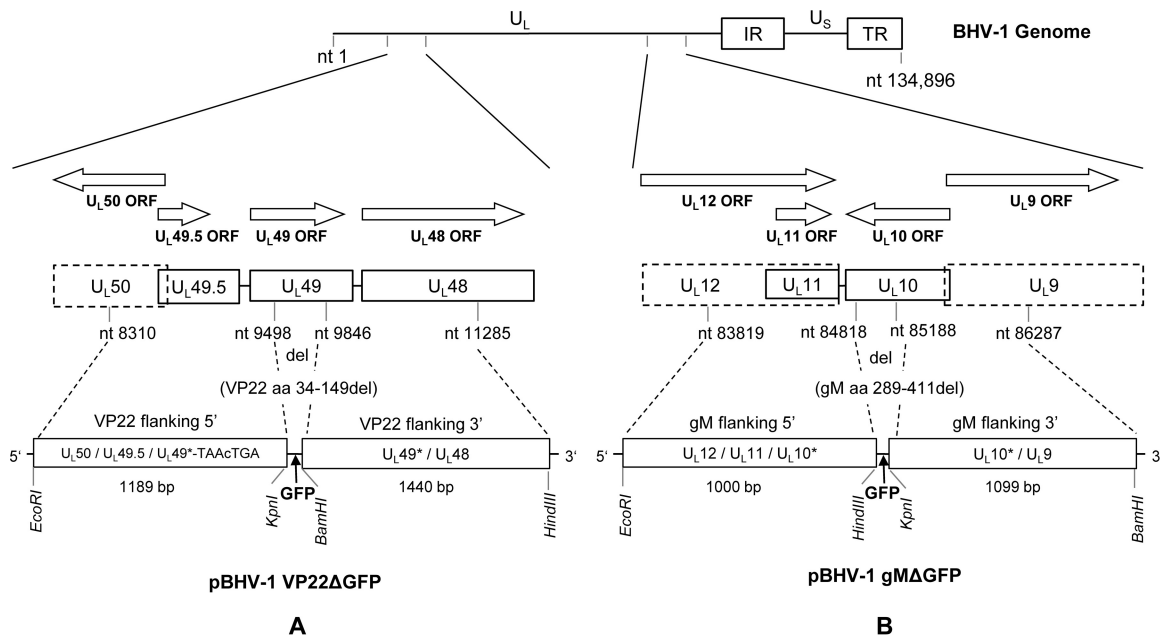 UL
IR
US
TR
BHV-1 Genome
nt 1
nt 134,896
UL50 ORF
UL49.5 ORF
UL49 ORF
UL48 ORF
UL12 ORF
UL11 ORF
UL10 ORF
UL9 ORF
UL50
UL49.5
UL49
UL48
UL12
UL11
UL10
UL9
nt 8310
nt 9498
nt 9846
nt 11285
nt 83819
nt 84818
nt 85188
nt 86287
del
(VP22 aa 34-149del)
del
(gM aa 289-411del)
VP22 flanking 5’
VP22 flanking 3’
gM flanking 5’
gM flanking 3’
5‘
UL50 / UL49.5 / UL49*-TAAcTGA
UL49* / UL48
3‘
5‘
UL12 / UL11 / UL10*
UL10* / UL9
3
1189 bp
GFP
1440 bp
1000 bp
GFP
1099 bp
EcoRI
KpnI
BamHI
HindIII
EcoRI
HindIII
KpnI
BamHI
pBHV-1 VP22ΔGFP
pBHV-1 gMΔGFP
A
B